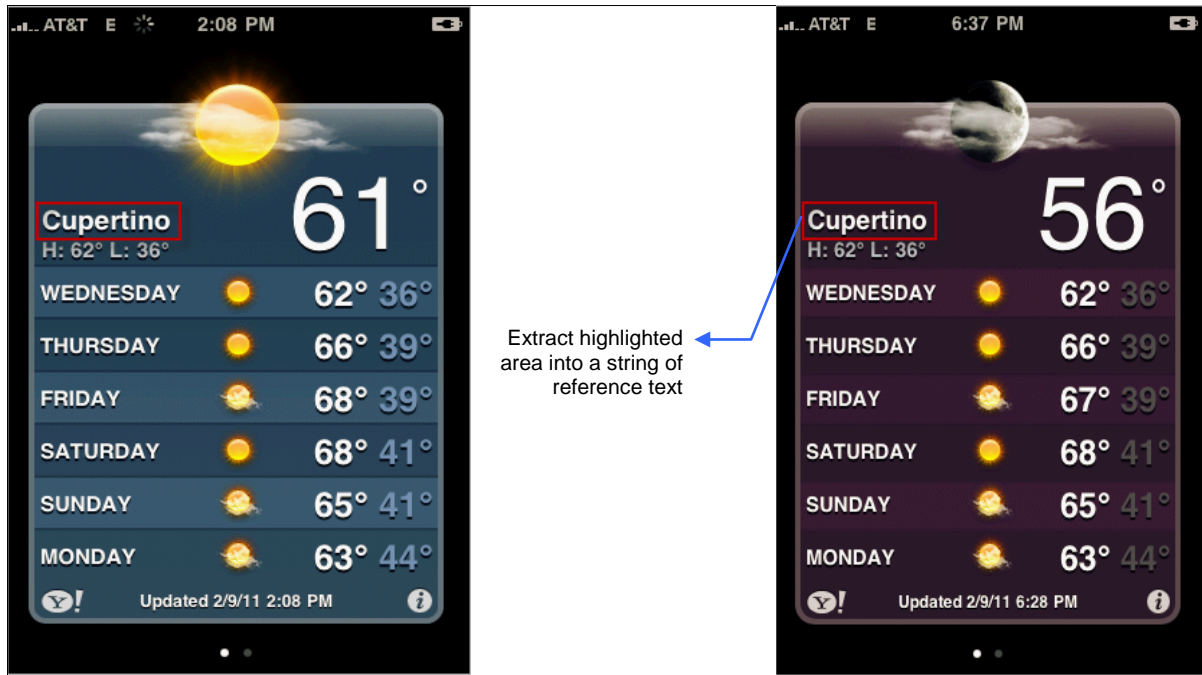 AT&T E 2:08 PM
61°
Cupertino
H: 62° L: 36°
WEDNESDAY 62° 36°
THURSDAY 66° 39°
FRIDAY 68° 39°
SATURDAY 68° 41°
SUNDAY 65° 41°
MONDAY 63° 44°
Y! Updated 2/9/11 2:08 PM i
Extract highlighted
area into a string of
reference text
AT&T E 6:37 PM
56°
Cupertino
H: 62° L: 36°
WEDNESDAY 62° 36°
THURSDAY 66° 39°
FRIDAY 67° 39°
SATURDAY 68° 41°
SUNDAY 65° 41°
MONDAY 63° 44°
Y! Updated 2/9/11 6:28 PM i